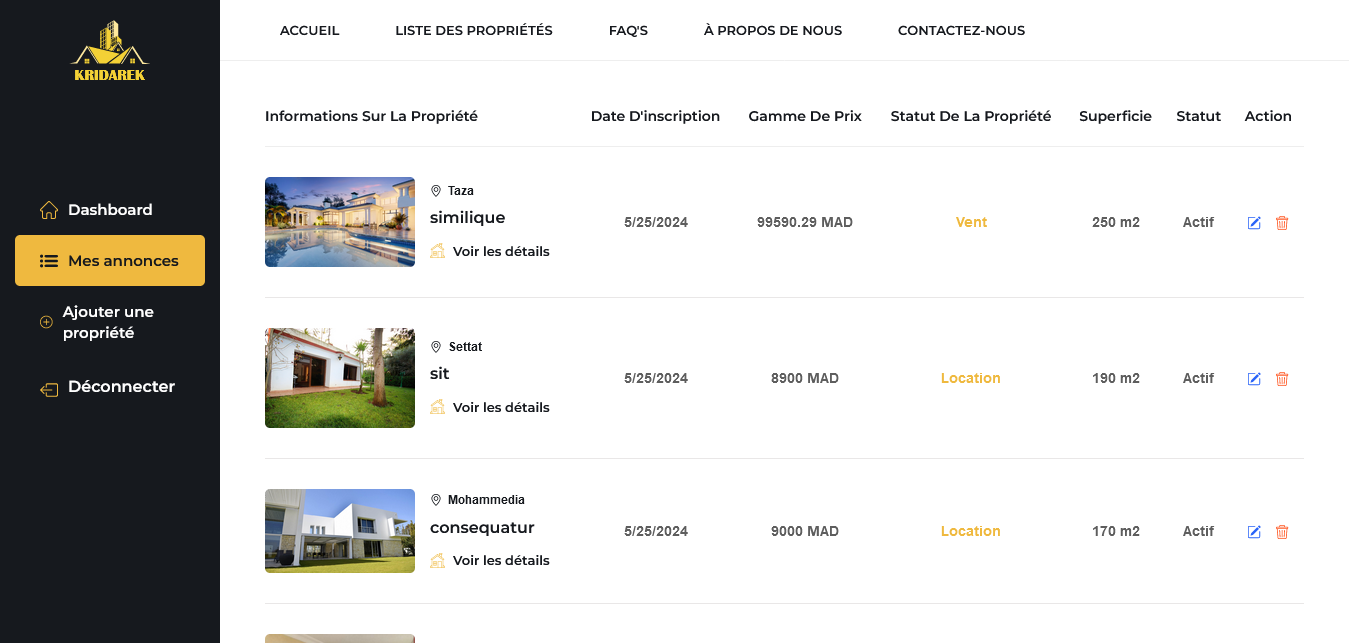 KRIDAREK
ACCUEIL LISTE DES PROPRIÉTÉS FAQ'S À PROPOS DE NOUS CONTACTEZ-NOUS
Dashboard
Mes annonces
Ajouter une
propriété
Déconnecter
Informations Sur La Propriété Date D'inscription Gamme De Prix Statut De La Propriété Superficie Statut Action
Taza
similique
Voir les détails
5/25/2024 99590.29 MAD Vent 250 m2 Actif
Settat
sit
Voir les détails
5/25/2024 8900 MAD Location 190 m2 Actif
Mohammedia
consequatur
Voir les détails
5/25/2024 9000 MAD Location 170 m2 Actif